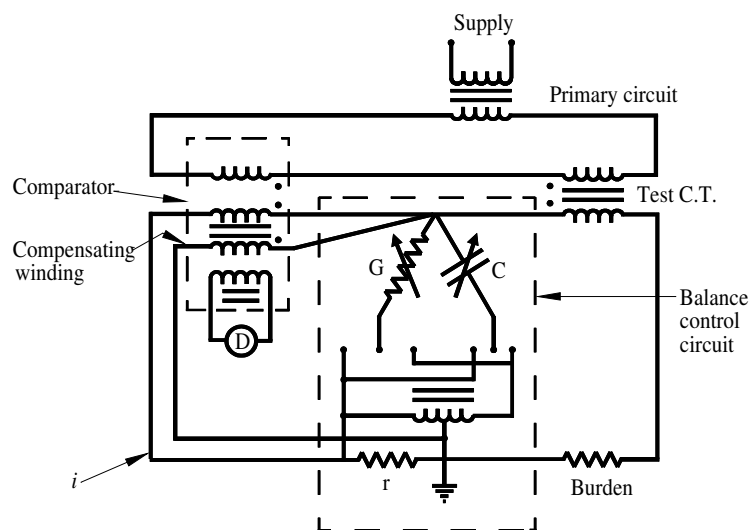 Supply
Primary circuit
Comparator
Test C.T.
Compensating
winding
G
C
D
Balance
control
circuit
i
r
Burden